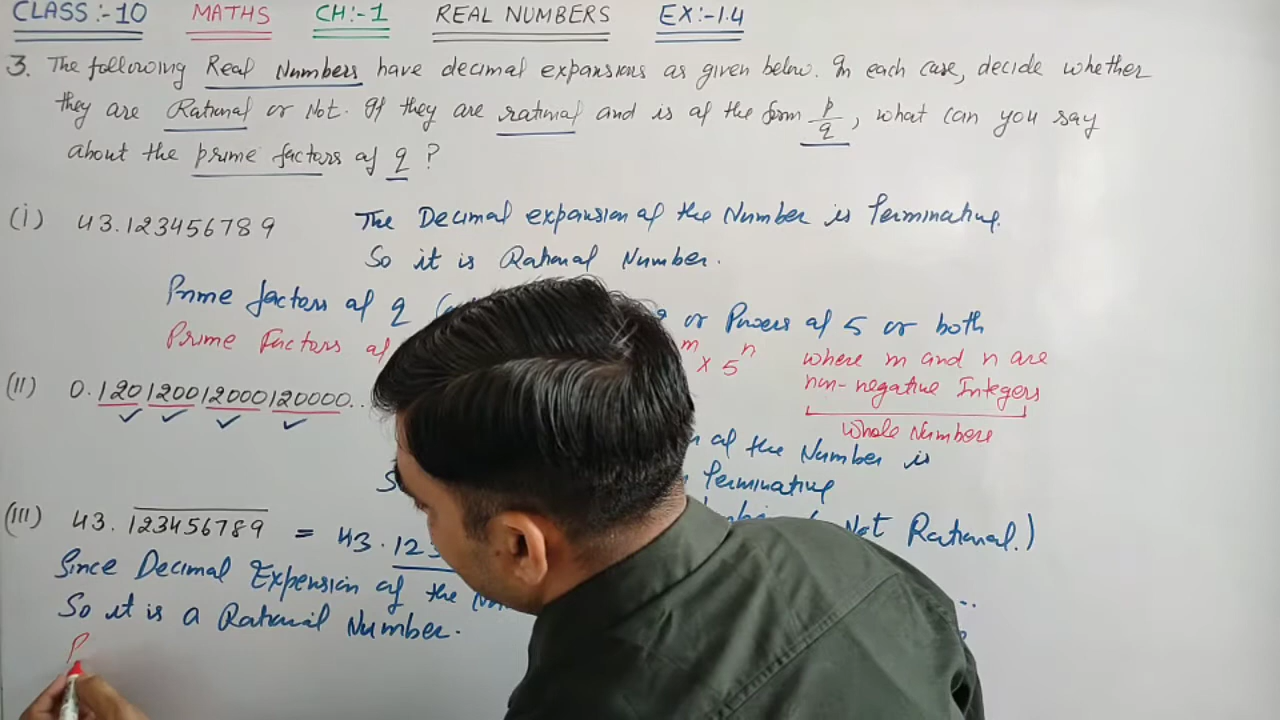 CLASS:-10 MATHS CH:-1 REAL NUMBERS EX:-1.4
3. The following Real Numbers have decimal expansions as given below. In each case, decide whether
they are Rational or Not. If they are rational and is of the form p/q, what can you say
about the prime factors of q?
(i) 43.123456789 The Decimal expansion of the Number is Terminating.
So it is Rational Number.
Prime factors of q or Powers of 5 or both
Prime Factors of m × 5^n where m and n are
non-negative Integers
Whole Numbers
(II) 0.120120012000120000..
of the Number is
Terminating
Not Rational.)
(III) 43.\overline{123456789} = 43.12
Since Decimal Expension of the
So it is a Rational Number.
P